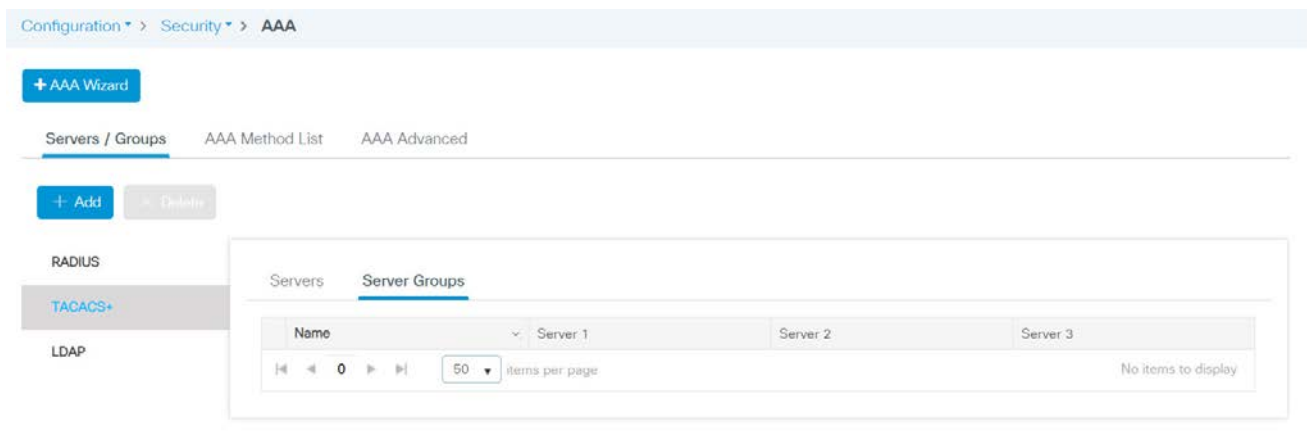 Configuration > Security > AAA
+ AAA Wizard
Servers / Groups AAA Method List AAA Advanced
+ Add × Delete
RADIUS
TACACS+
LDAP
Servers Server Groups
Name Server 1 Server 2 Server 3
0 50 items per page No items to display